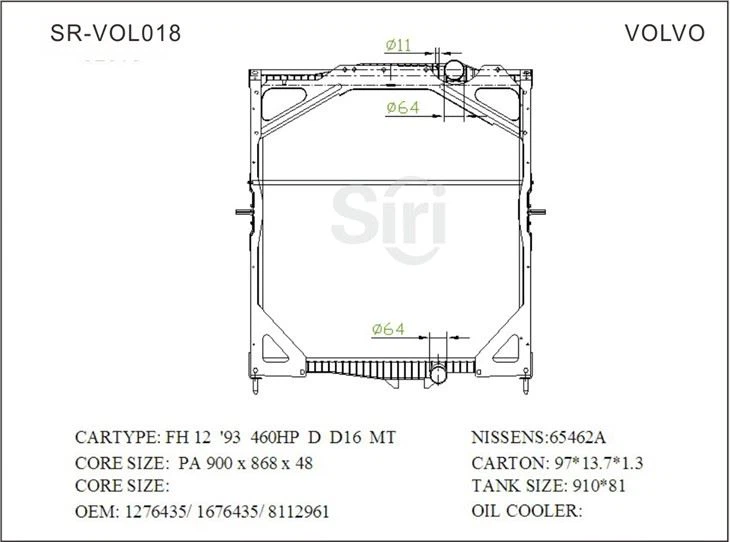 SR-VOL018
VOLVO
Ø11
Ø64
Siri
Ø64
CARTYPE: FH 12 '93 460HP D D16 MT
NISSENS:65462A
CORE SIZE: PA 900 x 868 x 48
CARTON: 97*13.7*1.3
CORE SIZE:
TANK SIZE: 910*81
OEM: 1276435/ 1676435/ 8112961
OIL COOLER: